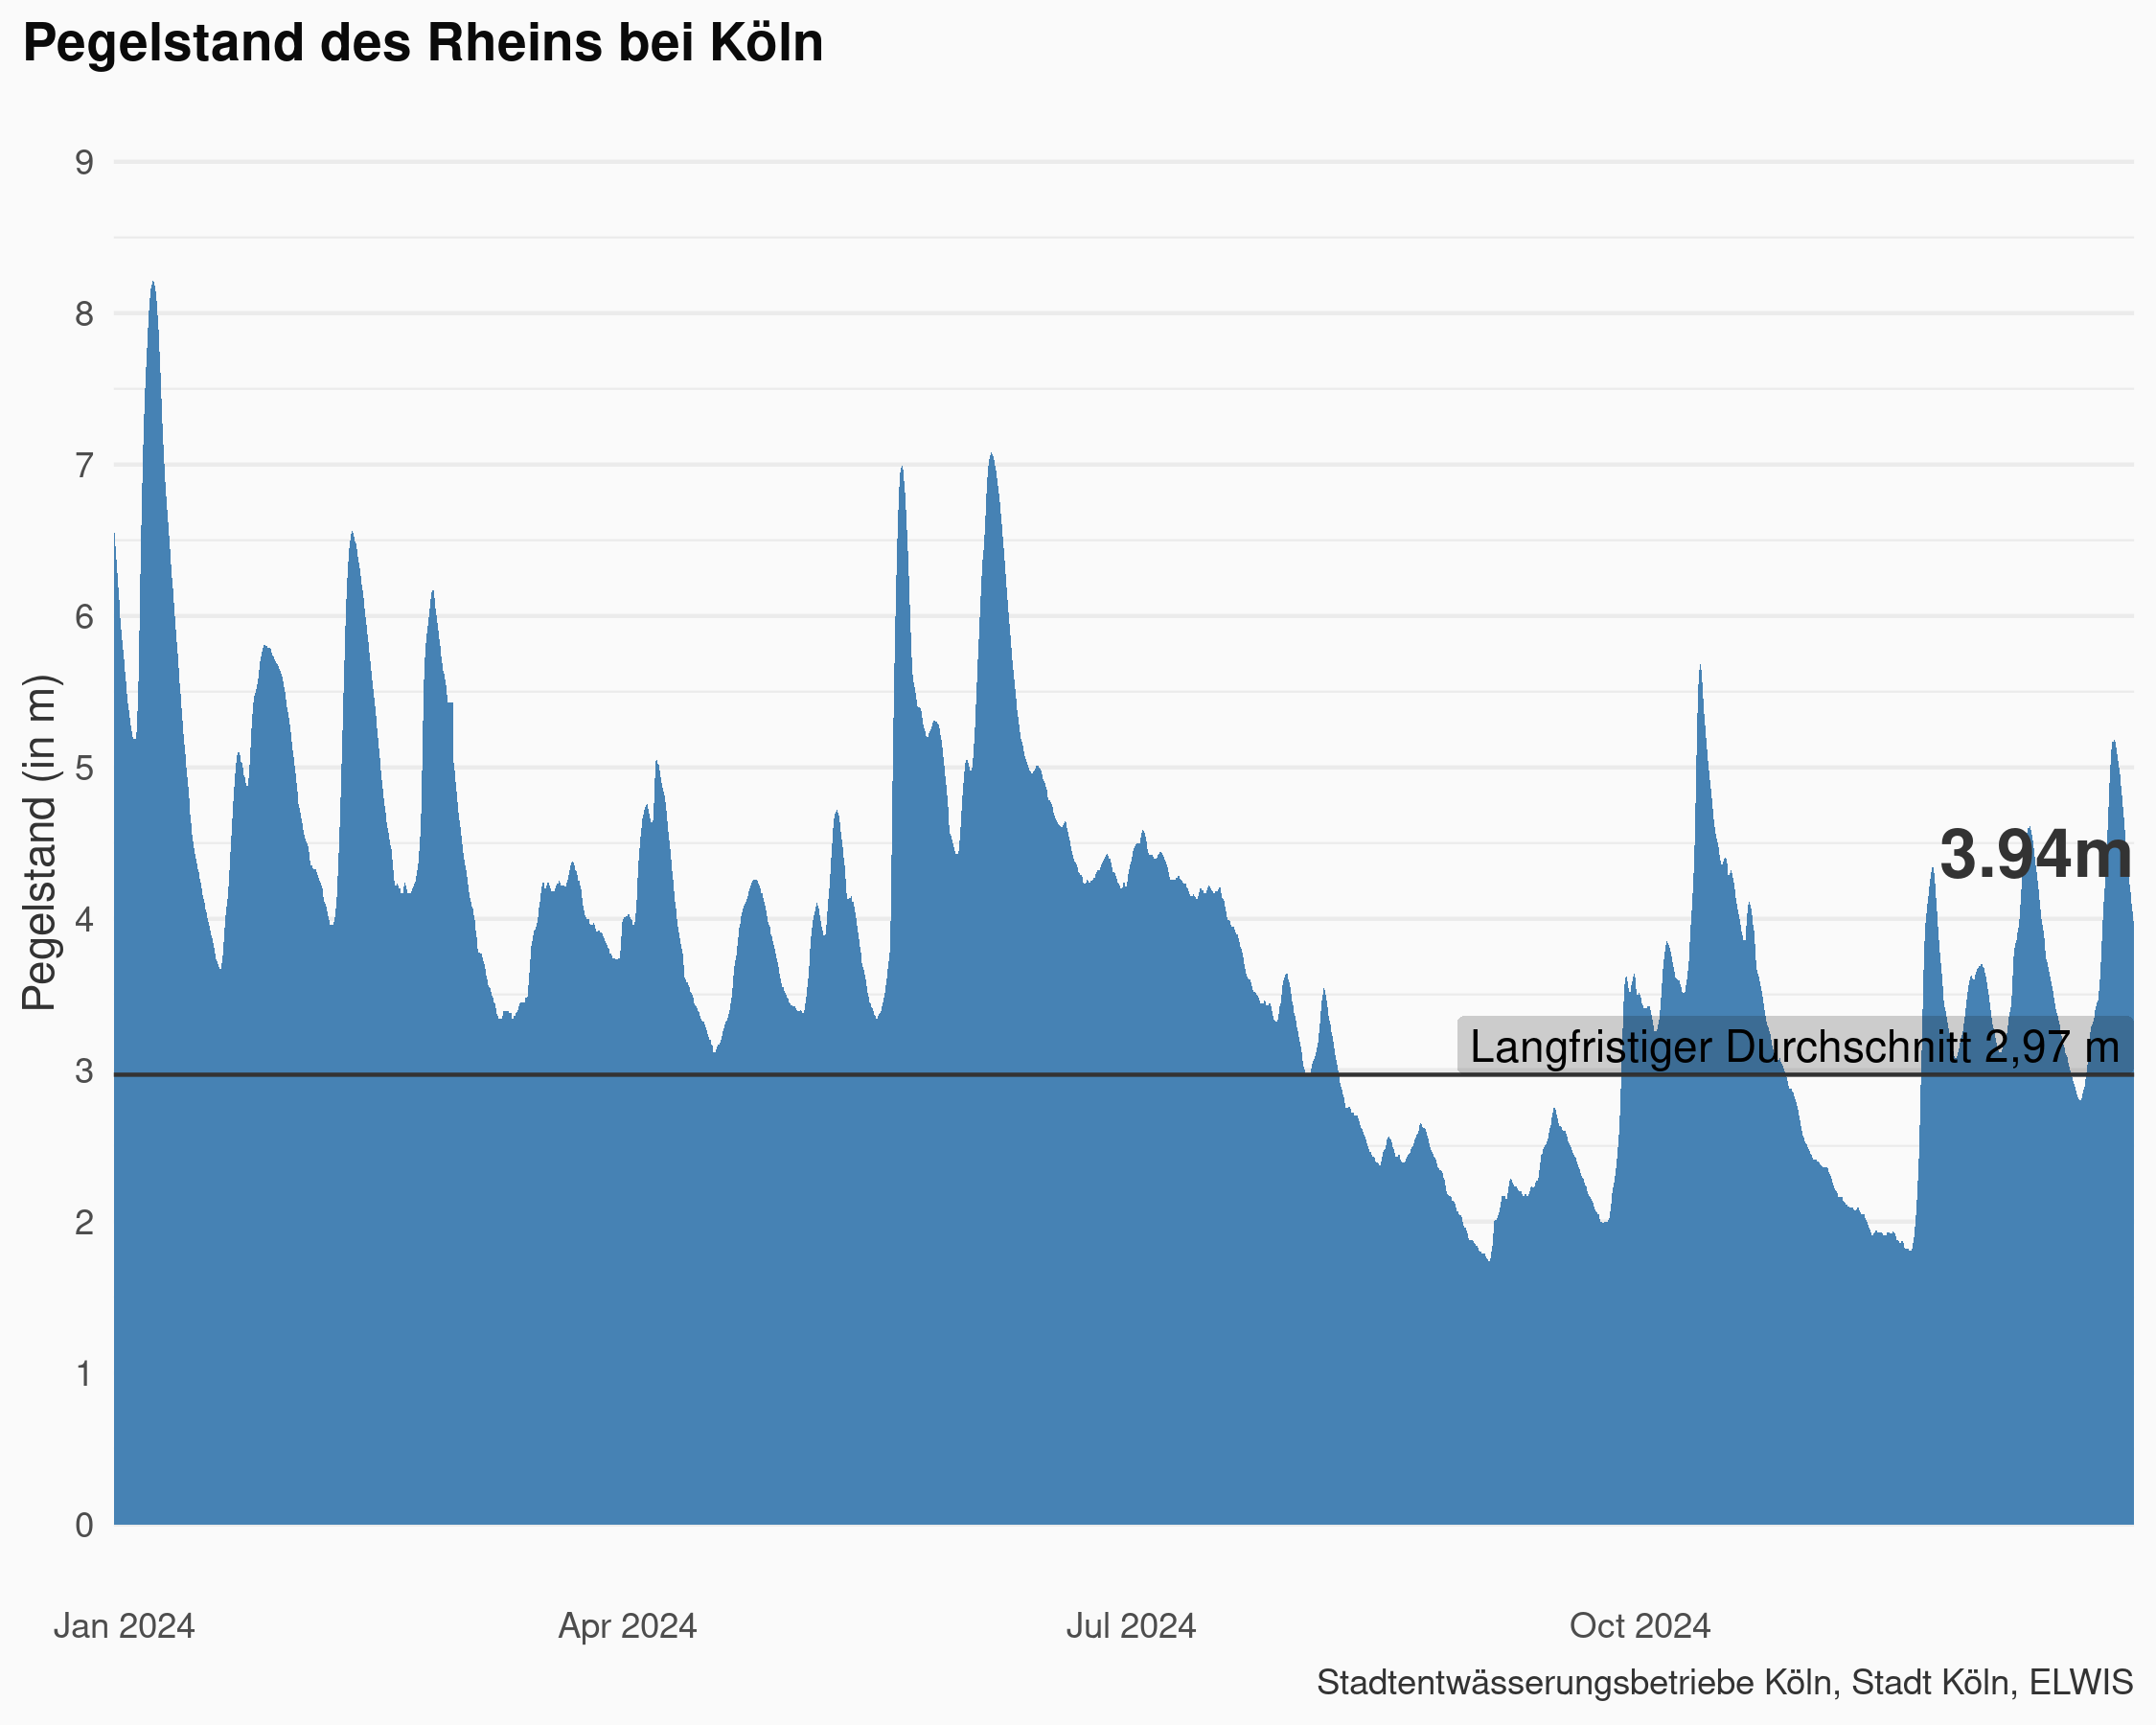 Pegelstand des Rheins bei Köln
Pegelstand (in m)
9
8
7
6
5
4
3
2
1
0
3.94m
Langfristiger Durchschnitt 2,97 m
Jan 2024
Apr 2024
Jul 2024
Oct 2024
Stadtentwässerungsbetriebe Köln, Stadt Köln, ELWIS